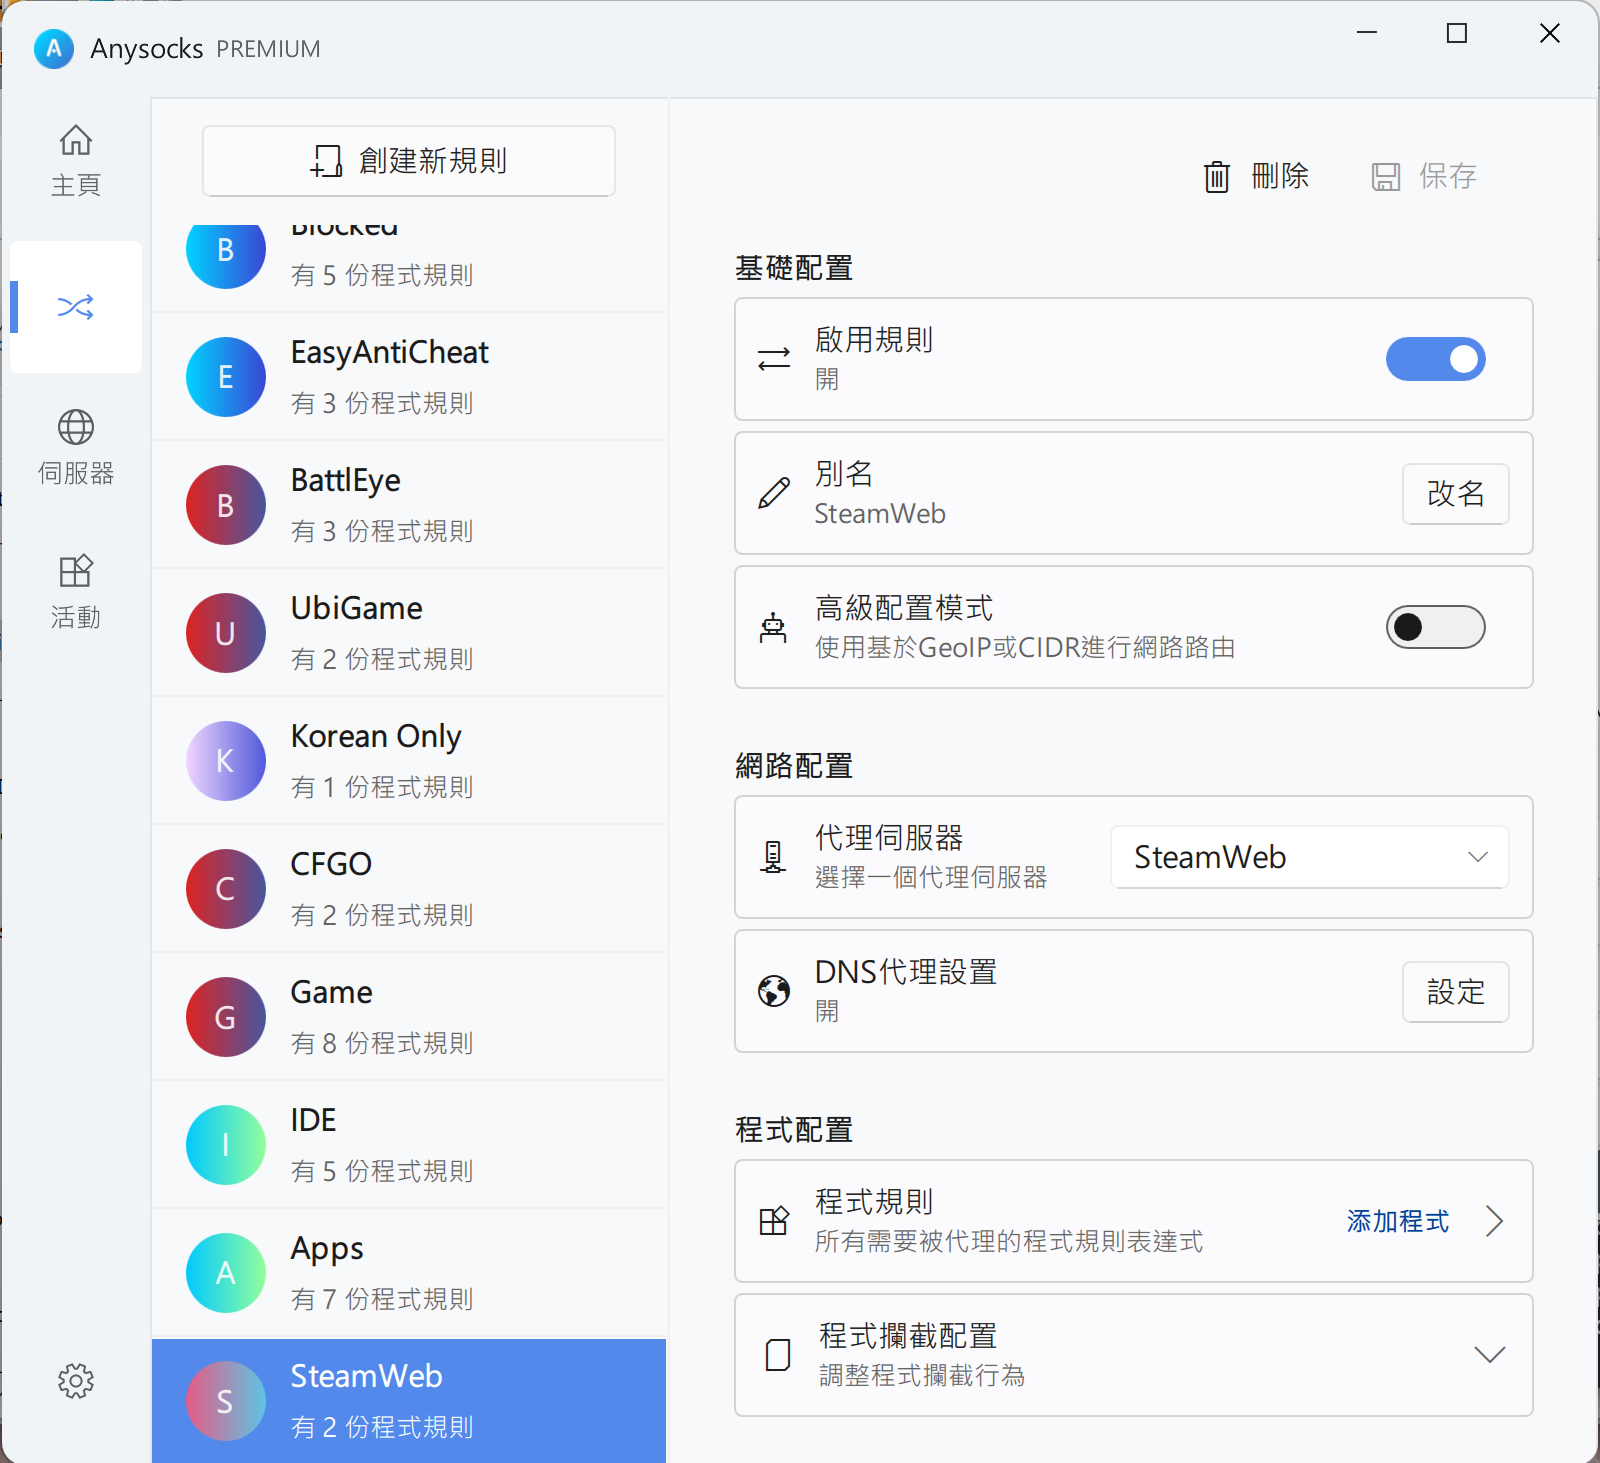 Anysocks PREMIUM
主頁
伺服器
活動
創建新規則
Blocked
B
有 5 份程式規則
EasyAntiCheat
E
有 3 份程式規則
BattlEye
B
有 3 份程式規則
UbiGame
U
有 2 份程式規則
Korean Only
K
有 1 份程式規則
CFGO
C
有 2 份程式規則
Game
G
有 8 份程式規則
IDE
I
有 5 份程式規則
Apps
A
有 7 份程式規則
SteamWeb
S
有 2 份程式規則
刪除
保存
基礎配置
啟用規則
開
別名
SteamWeb
改名
高級配置模式
使用基於GeoIP或CIDR進行網路路由
網路配置
代理伺服器
選擇一個代理伺服器
SteamWeb
DNS代理設置
開
設定
程式配置
程式規則
所有需要被代理的程式規則表達式
添加程式
程式攔截配置
調整程式攔截行為